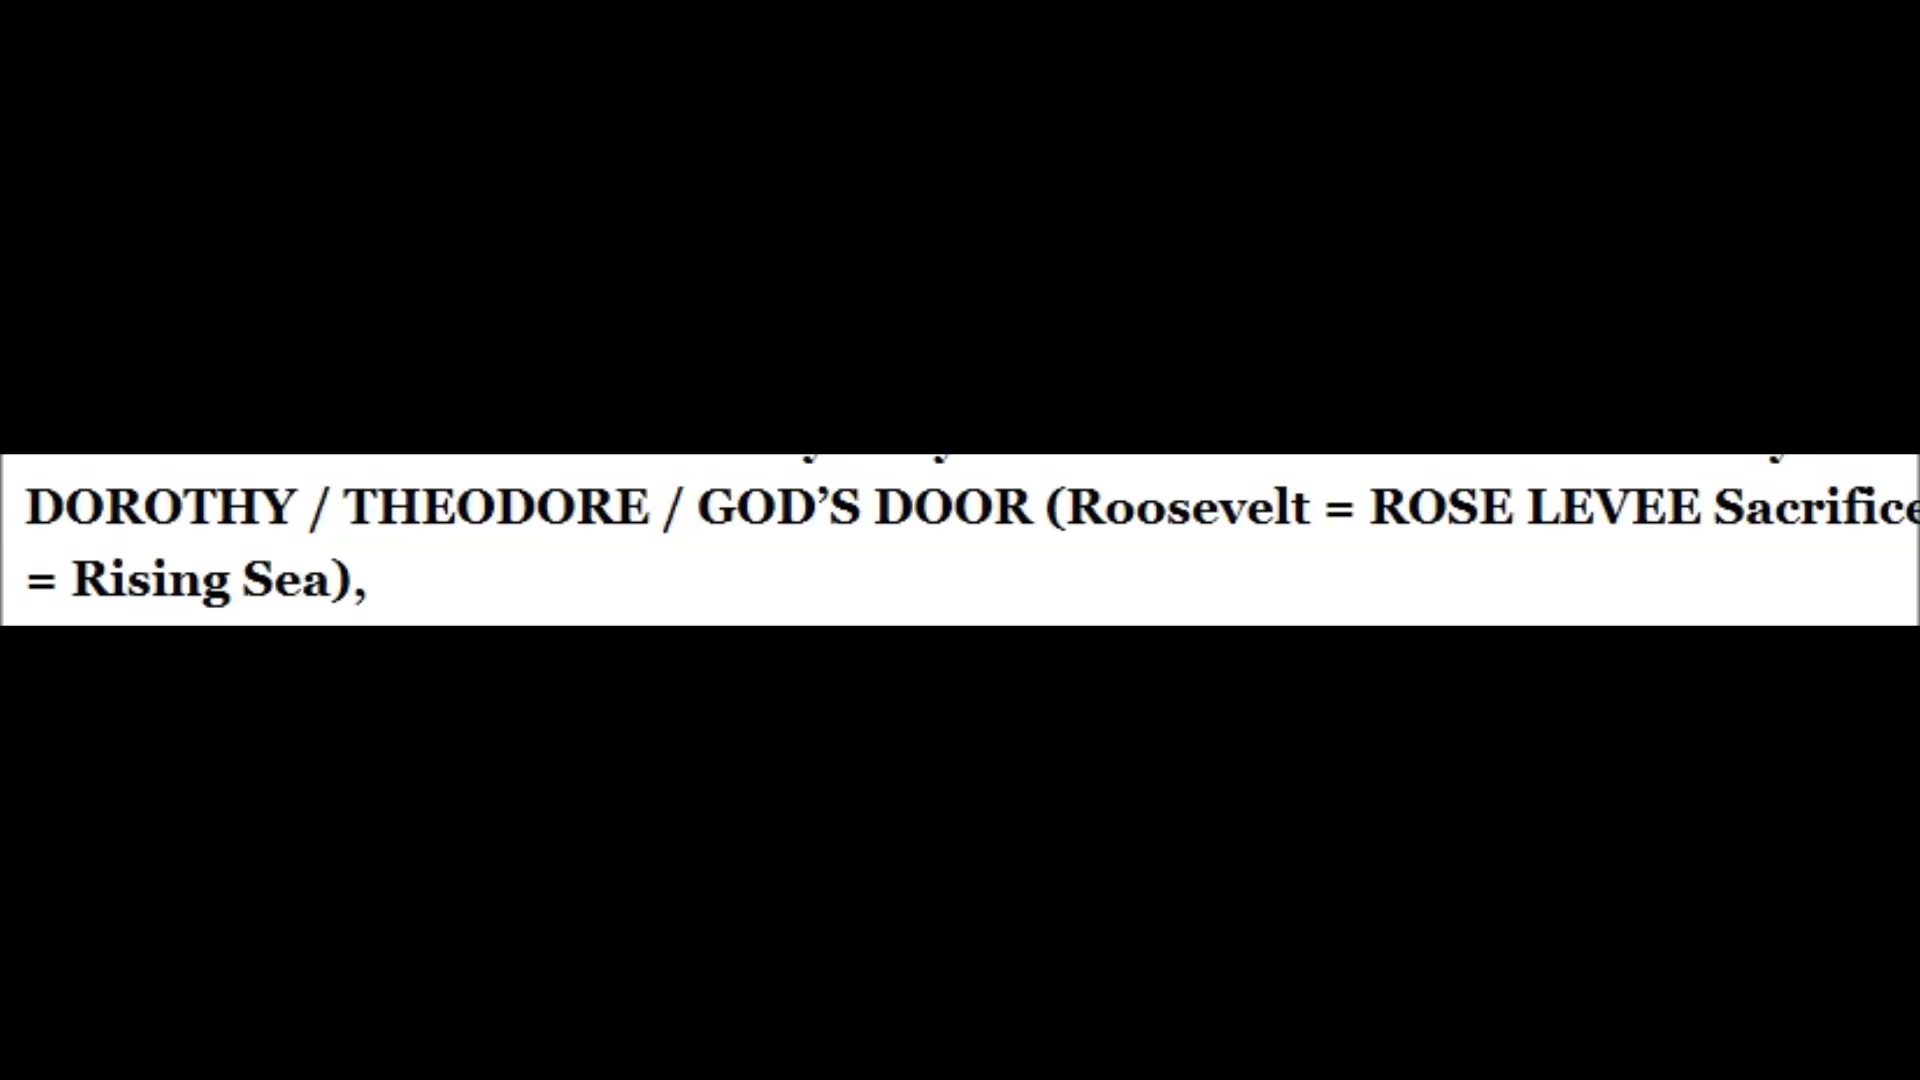 DOROTHY / THEODORE / GOD’S DOOR (Roosevelt = ROSE LEVEE Sacrifice
= Rising Sea),